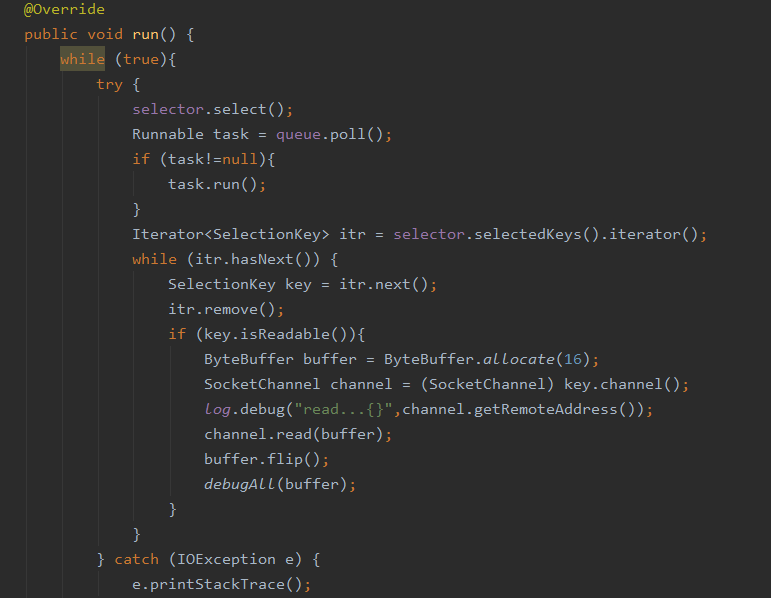 @Override
public void run() {
while (true){
try {
selector.select();
Runnable task = queue.poll();
if (task!=null){
task.run();
}
Iterator<SelectionKey> itr = selector.selectedKeys().iterator();
while (itr.hasNext()) {
SelectionKey key = itr.next();
itr.remove();
if (key.isReadable()){
ByteBuffer buffer = ByteBuffer.allocate(16);
SocketChannel channel = (SocketChannel) key.channel();
log.debug("read...{}",channel.getRemoteAddress());
channel.read(buffer);
buffer.flip();
debugAll(buffer);
}
}
} catch (IOException e) {
e.printStackTrace();